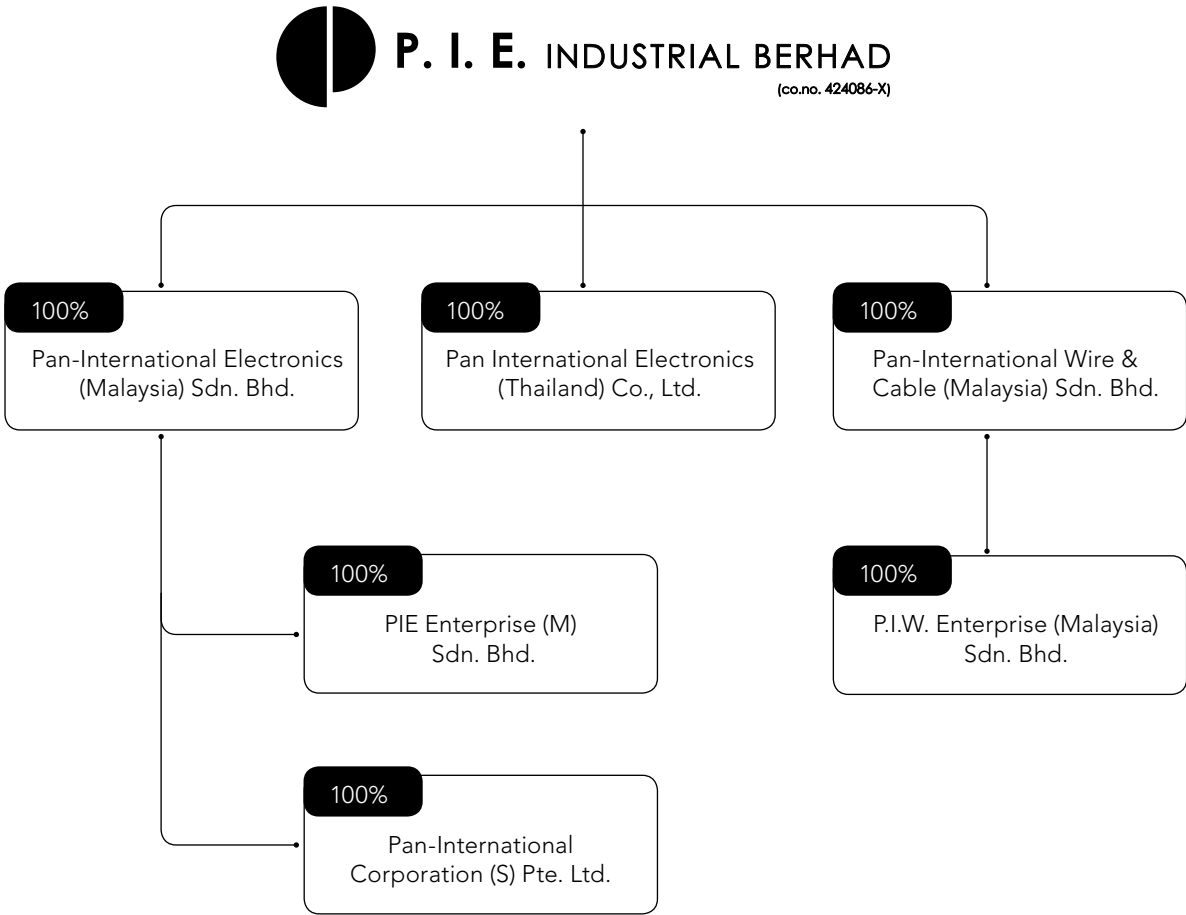 P. I. E. INDUSTRIAL BERHAD
(co.no. 424086-X)
100%
Pan-International Electronics
(Malaysia) Sdn. Bhd.
100%
Pan International Electronics
(Thailand) Co., Ltd.
100%
Pan-International Wire &
Cable (Malaysia) Sdn. Bhd.
100%
PIE Enterprise (M)
Sdn. Bhd.
100%
P.I.W. Enterprise (Malaysia)
Sdn. Bhd.
100%
Pan-International
Corporation (S) Pte. Ltd.